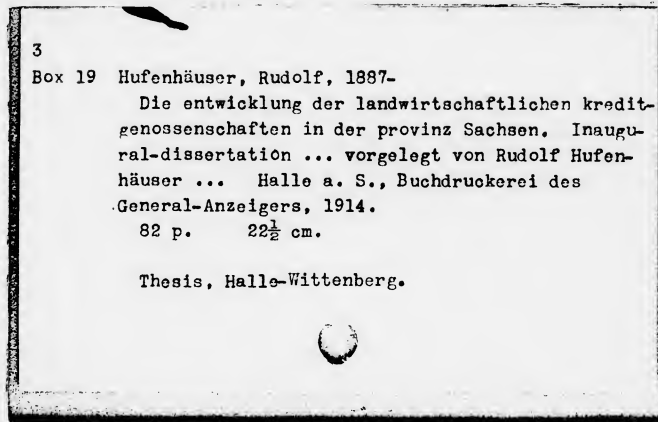 3
Box 19 Hufenhäuser, Rudolf, 1887-
Die entwicklung der landwirtschaftlichen kredit-
genossenschaften in der provinz Sachsen. Inaugu-
ral-dissertation ... vorgelegt von Rudolf Hufen-
häuser ... Halle a. S., Buchdruckerei des
General-Anzeigers, 1914.
82 p. 22½ cm.
Thesis, Halle-Wittenberg.